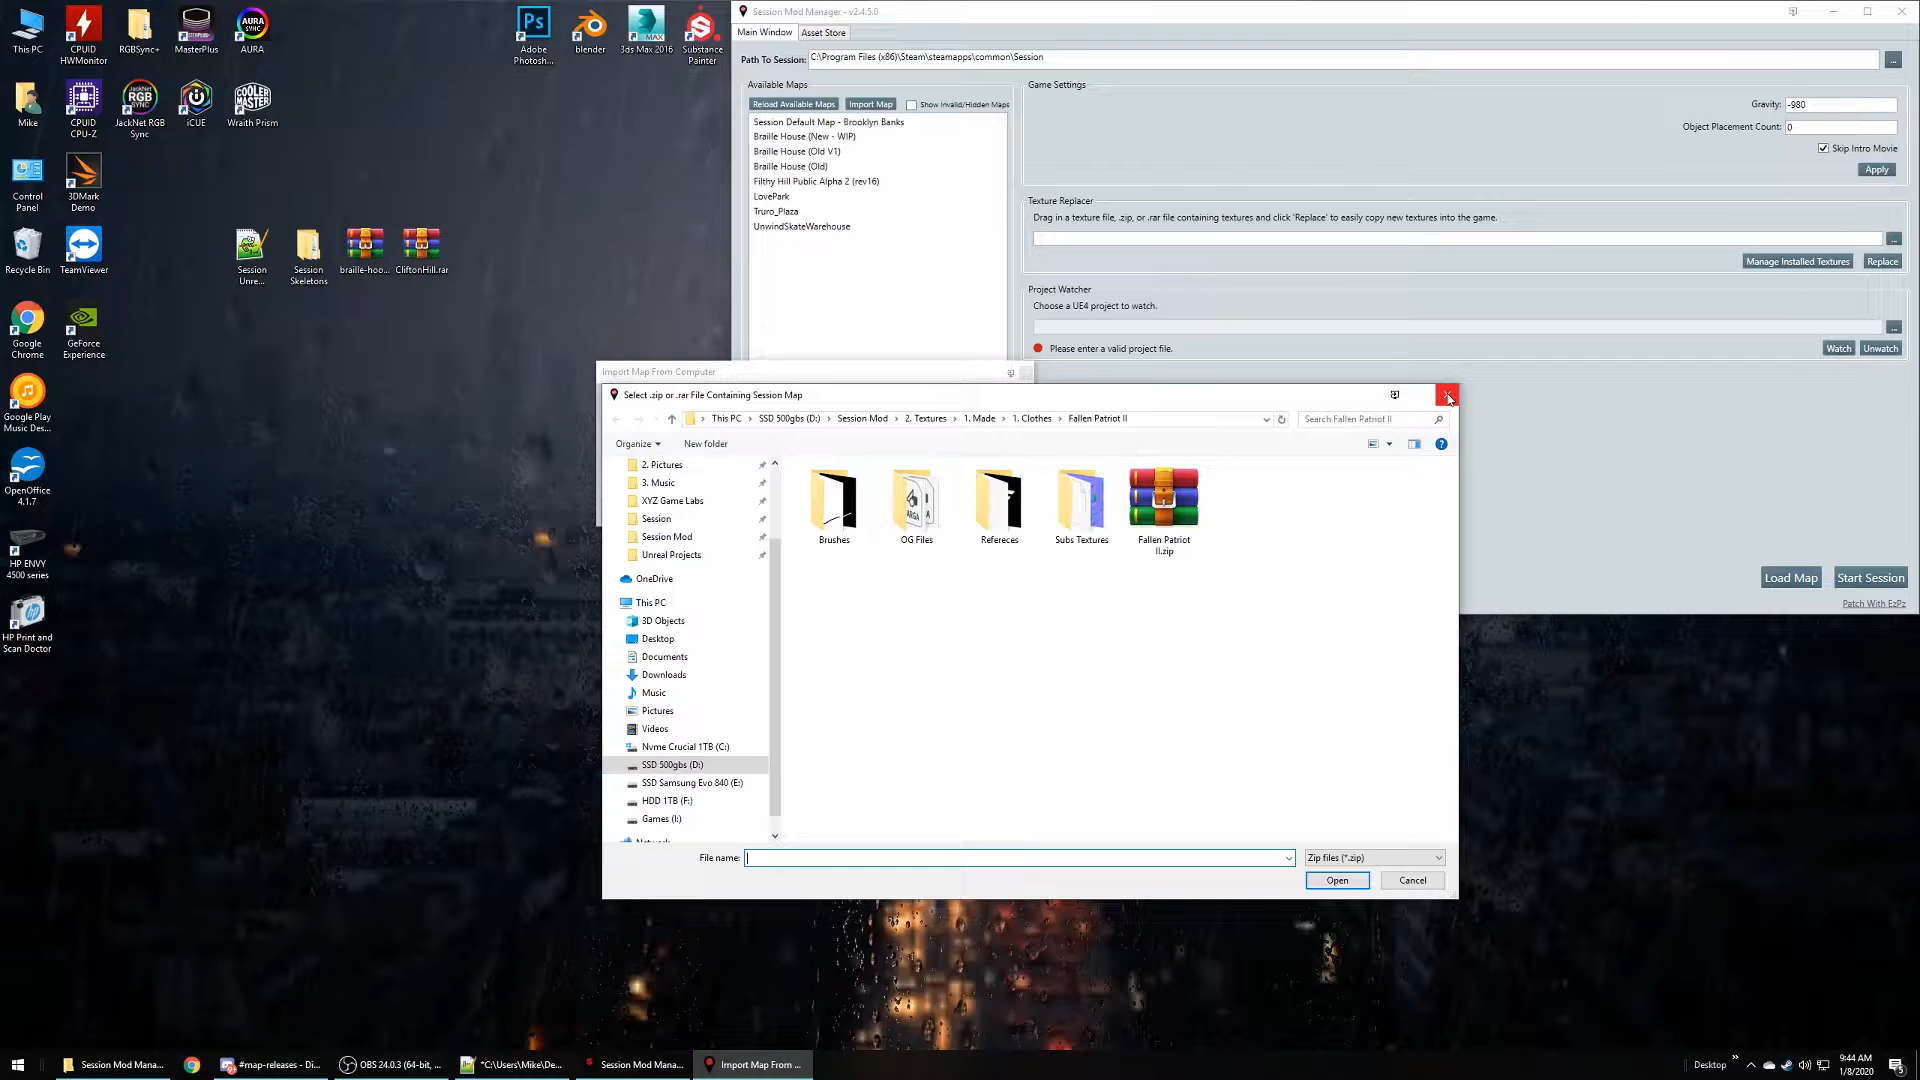 This PC
CPUID
HWMonitor
RGBSync+
MasterPlus
AURA
Mike
CPUID
CPU-Z
JackNet RGB
Sync
iCUE
Wraith Prism
Control
Panel
3DMark
Demo
Recycle Bin
TeamViewer
Session
Unre...
Session
Skeletons
braille-hoo...
CliftonHill.rar
Google
Chrome
GeForce
Experience
Google Play
Music Des...
OpenOffice
4.1.7
HP ENVY
4500 series
HP Print and
Scan Doctor
Adobe
Photosh...
blender
3ds Max 2016
Substance
Painter
Session Mod Manager - v2.4.5.0
Main Window
Asset Store
Path To Session:
C:\Program Files (x86)\Steam\steamapps\common\Session
...
Available Maps
Reload Available Maps
Import Map
Show Invalid/Hidden Maps
Session Default Map - Brooklyn Banks
Braille House (New - WIP)
Braille House (Old V1)
Braille House (Old)
Filthy Hill Public Alpha 2 (rev16)
LovePark
Truro_Plaza
UnwindSkateWarehouse
Game Settings
Gravity: -980
Object Placement Count: 0
Skip Intro Movie
Apply
Texture Replacer
Drag in a texture file, .zip, or .rar file containing textures and click 'Replace' to easily copy new textures into the game.
...
Manage Installed Textures
Replace
Project Watcher
Choose a UE4 project to watch.
...
Please enter a valid project file.
Watch
Unwatch
Load Map
Start Session
Patch With EzPz
Import Map From Computer
Select .zip or .rar File Containing Session Map
This PC > SSD 500gbs (D:) > Session Mod > 2. Textures > 1. Made > 1. Clothes > Fallen Patriot II
Search Fallen Patriot II
Organize
New folder
2. Pictures
3. Music
XYZ Game Labs
Session
Session Mod
Unreal Projects
OneDrive
This PC
3D Objects
Desktop
Documents
Downloads
Music
Pictures
Videos
Nvme Crucial 1TB (C:)
SSD 500gbs (D:)
SSD Samsung Evo 840 (E:)
HDD 1TB (F:)
Games (I:)
Brushes
OG Files
Refereces
Subs Textures
Fallen Patriot
II.zip
File name:
Zip files (*.zip)
Open
Cancel
Session Mod Mana...
#map-releases - Di...
OBS 24.0.3 (64-bit, ...
*C:\Users\Mike\De...
Session Mod Mana...
Import Map From ...
Desktop
9:44 AM
1/8/2020